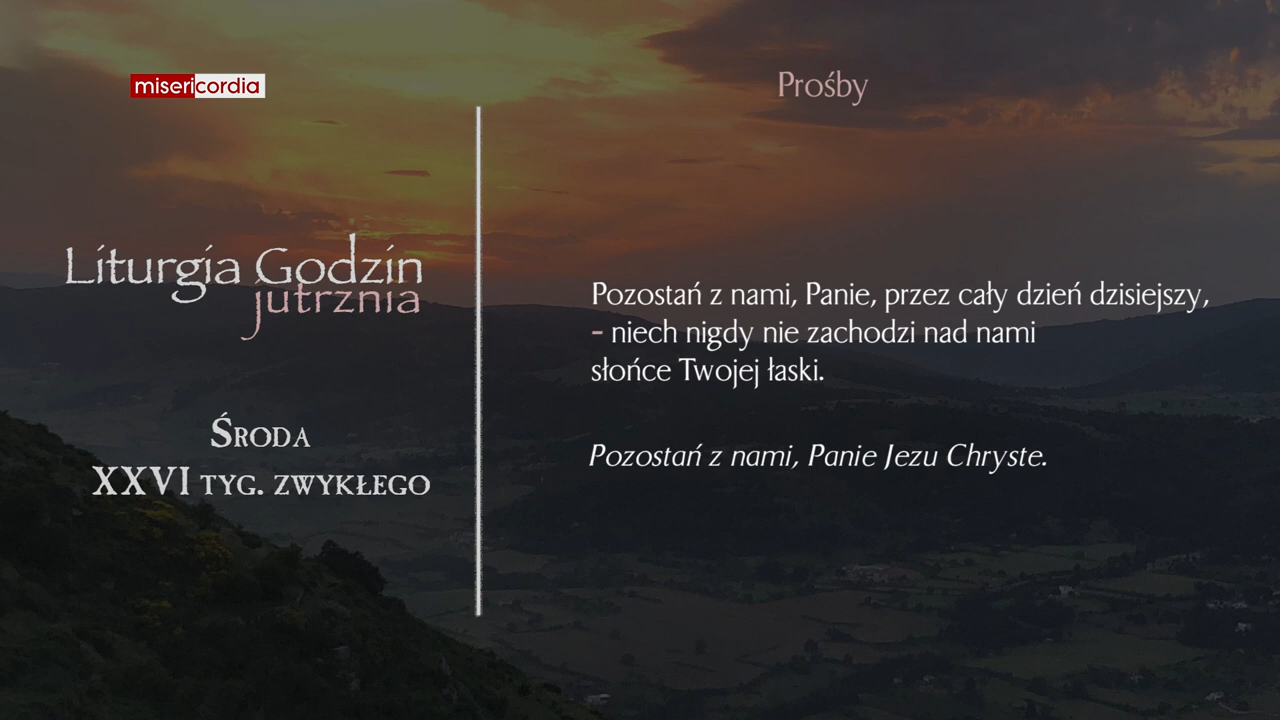 misericordia
Liturgia Godzin
jutrznia
Środa
XXVI tyg. zwykłego
Prośby
Pozostań z nami, Panie, przez cały dzień dzisiejszy,
- niech nigdy nie zachodzi nad nami
słońce Twojej łaski.
Pozostań z nami, Panie Jezu Chryste.